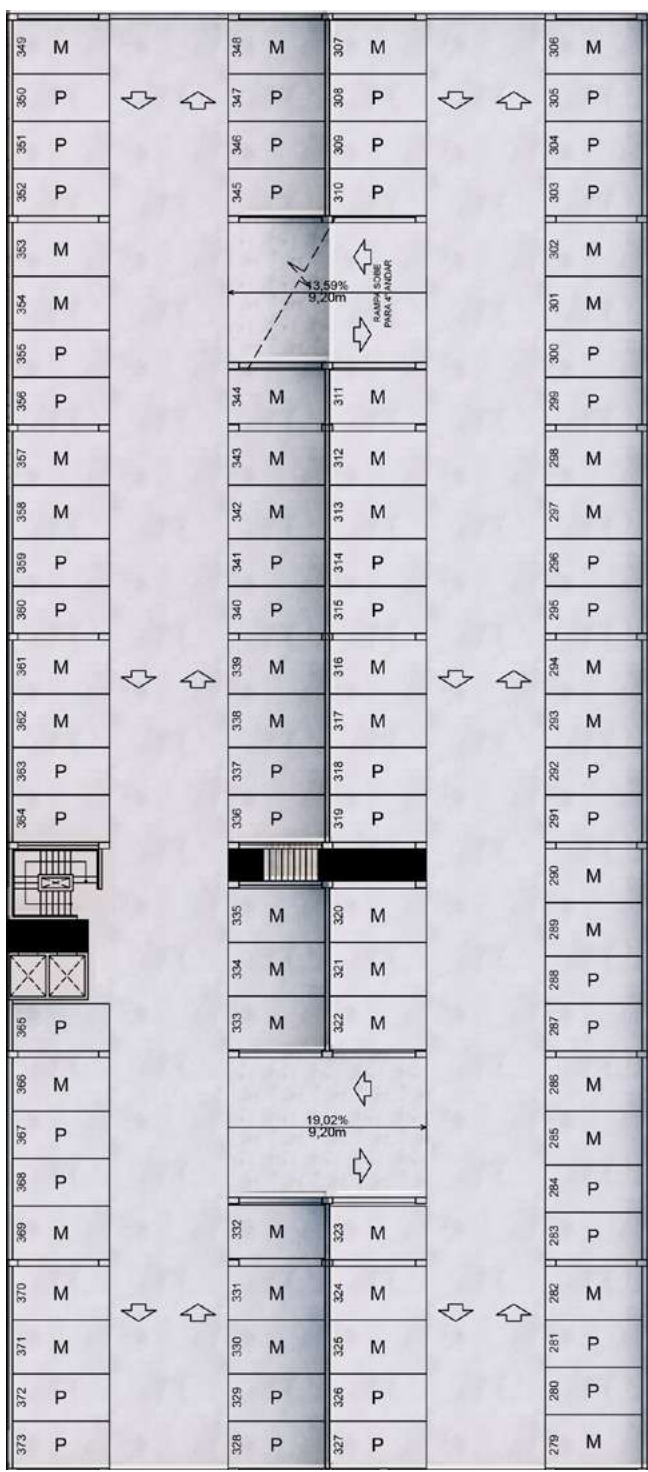 349 M 348 M 307 M 306 M
350 P 347 P 308 P 305 P
351 P 346 P 309 P 304 P
352 P 345 P 310 P 303 P
353 M 302 M
354 M 301 M
13,59%
9,20m
RAMPA SOBE
PARA 4º ANDAR
355 P 300 P
356 P 344 M 311 M 299 P
357 M 343 M 312 M 298 M
358 M 342 M 313 M 297 M
359 P 341 P 314 P 296 P
360 P 340 P 315 P 295 P
361 M 339 M 316 M 294 M
362 M 338 M 317 M 293 M
363 P 337 P 318 P 292 P
364 P 336 P 319 P 291 P
290 M
335 M 320 M 289 M
334 M 321 M 288 P
365 P 333 M 322 M 287 P
366 M 286 M
367 P 285 M
19,02%
9,20m
368 P 284 P
369 M 332 M 323 M 283 P
370 M 331 M 324 M 282 M
371 M 330 M 325 M 281 P
372 P 329 P 326 P 280 P
373 P 328 P 327 P 279 M